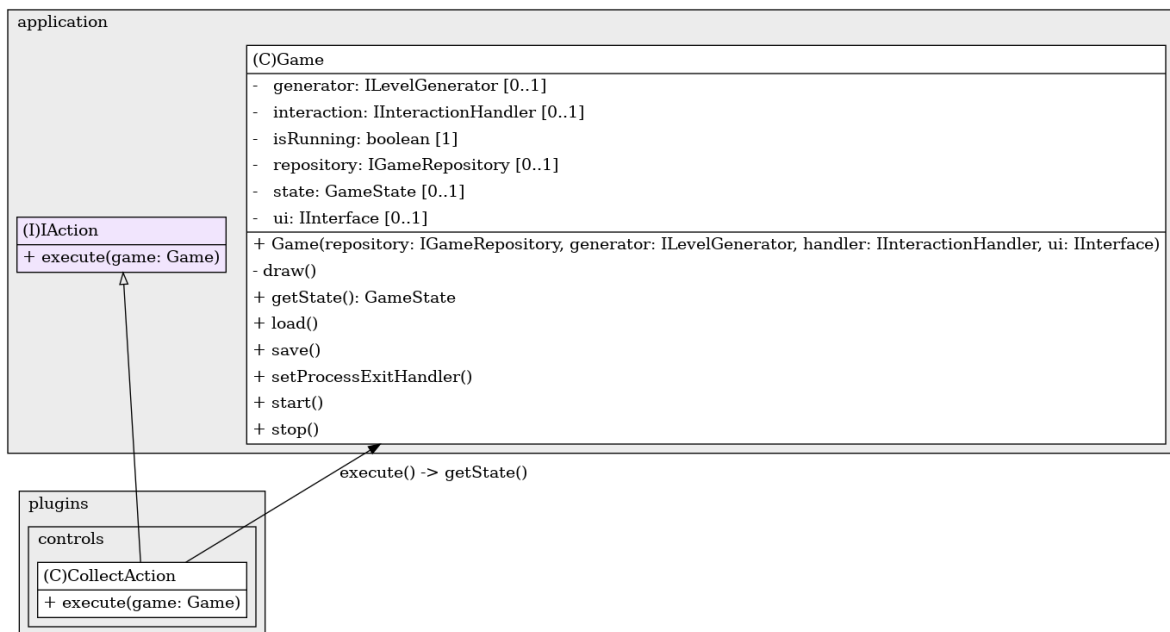 application
(C)Game
- generator: ILevelGenerator [0..1]
- interaction: IInteractionHandler [0..1]
- isRunning: boolean [1]
- repository: IGameRepository [0..1]
- state: GameState [0..1]
- ui: IInterface [0..1]
(I)IAction
+ execute(game: Game)
+ Game(repository: IGameRepository, generator: ILevelGenerator, handler: IInteractionHandler, ui: IInterface)
- draw()
+ getState(): GameState
+ load()
+ save()
+ setProcessExitHandler()
+ start()
+ stop()
execute() -> getState()
plugins
controls
(C)CollectAction
+ execute(game: Game)